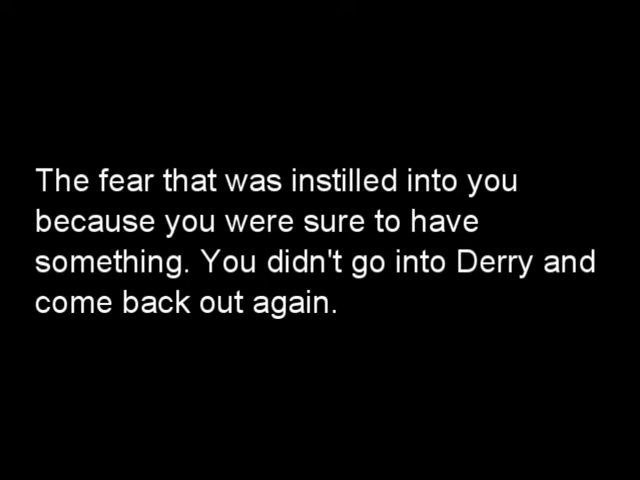 The fear that was instilled into you
because you were sure to have
something. You didn't go into Derry and
come back out again.